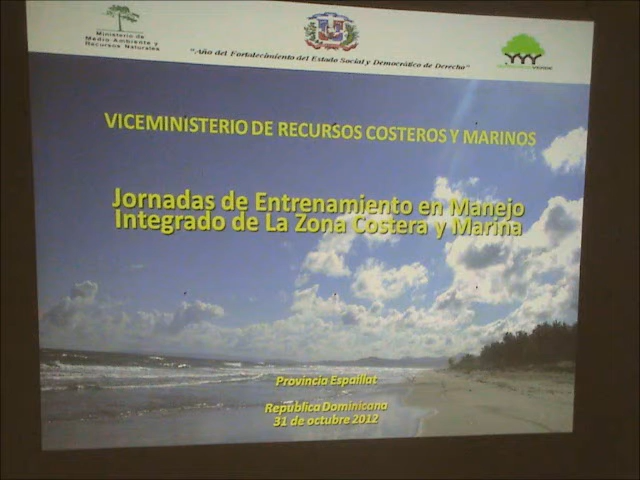 Ministerio de
Medio Ambiente y
Recursos Naturales
"Año del Fortalecimiento del Estado Social y Democrático de Derecho"
VICEMINISTERIO DE RECURSOS COSTEROS Y MARINOS
Jornadas de Entrenamiento en Manejo
Integrado de La Zona Costera y Marina
Provincia Espaillat
Republica Dominicana
31 de octubre 2012